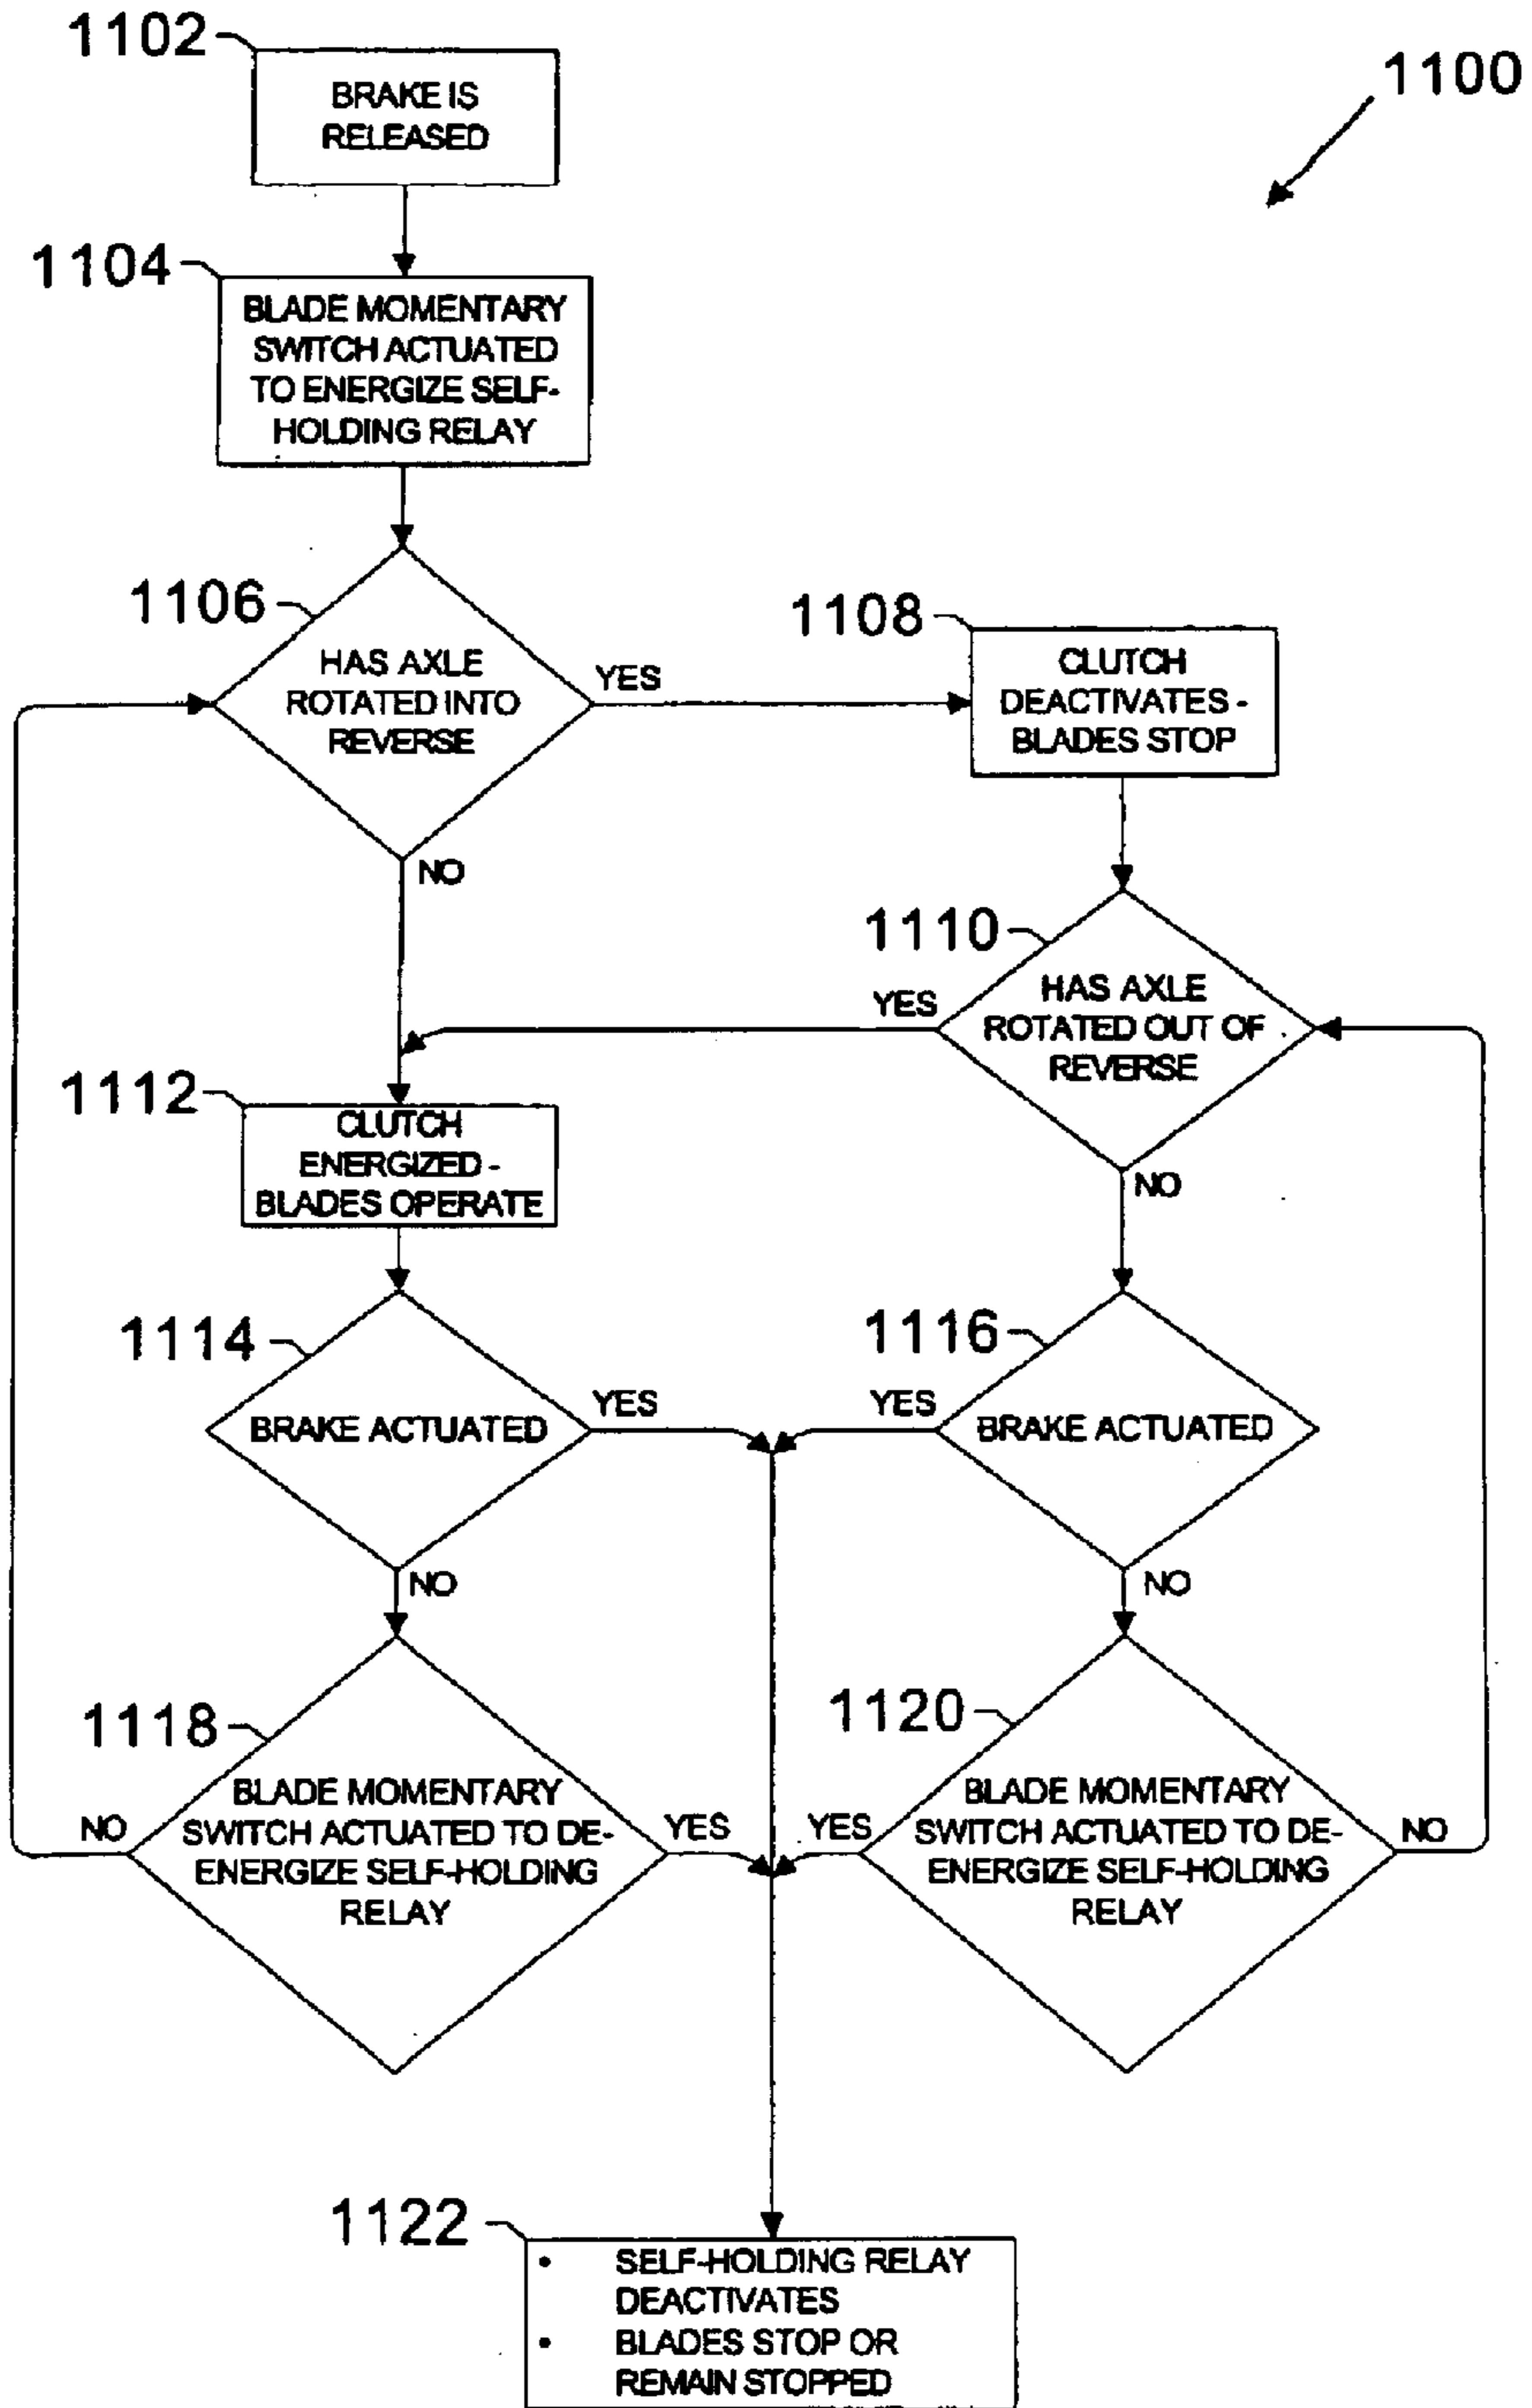 1102
BRAKE IS
RELEASED
1100
1104
BLADE MOMENTARY
SWITCH ACTUATED
TO ENERGIZE SELF-
HOLDING RELAY
1106
HAS AXLE
ROTATED INTO
REVERSE
YES
NO
1108
CLUTCH
DEACTIVATES -
BLADES STOP
1110
HAS AXLE
ROTATED OUT OF
REVERSE
YES
NO
1112
CLUTCH
ENERGIZED -
BLADES OPERATE
1114
BRAKE ACTUATED
YES
NO
1116
BRAKE ACTUATED
YES
NO
1118
BLADE MOMENTARY
SWITCH ACTUATED TO DE-
ENERGIZE SELF-HOLDING
RELAY
NO
YES
1120
BLADE MOMENTARY
SWITCH ACTUATED TO DE-
ENERGIZE SELF-HOLDING
RELAY
YES
NO
1122
• SELF-HOLDING RELAY
DEACTIVATES
• BLADES STOP OR
REMAIN STOPPED